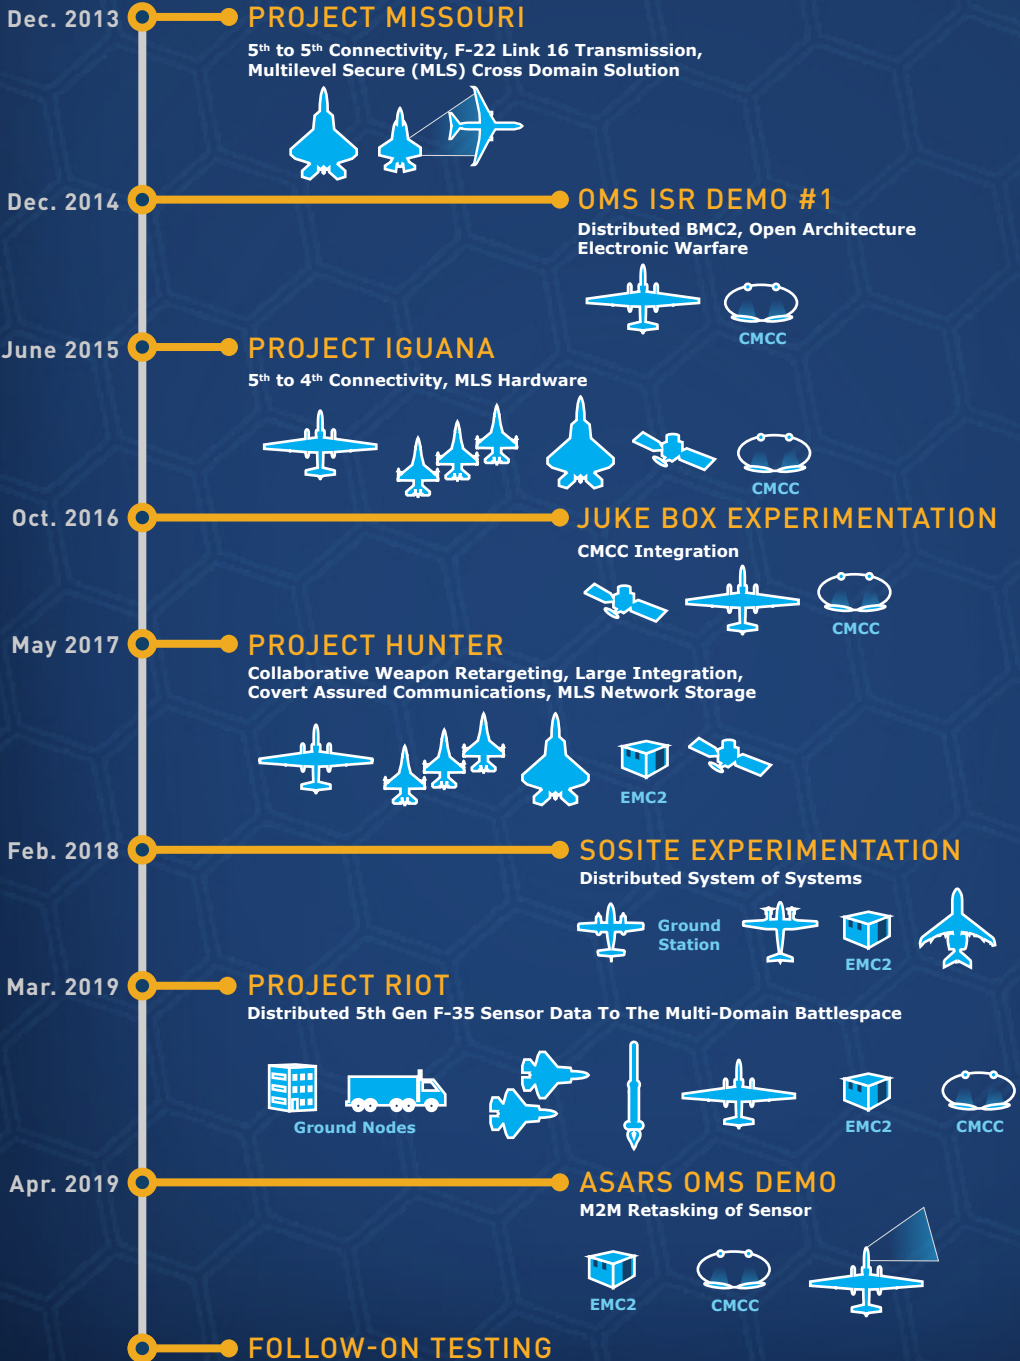 Dec. 2013
PROJECT MISSOURI
5th to 5th Connectivity, F-22 Link 16 Transmission,
Multilevel Secure (MLS) Cross Domain Solution
Dec. 2014
OMS ISR DEMO #1
Distributed BMC2, Open Architecture
Electronic Warfare
CMCC
June 2015
PROJECT IGUANA
5th to 4th Connectivity, MLS Hardware
CMCC
Oct. 2016
JUKE BOX EXPERIMENTATION
CMCC Integration
CMCC
May 2017
PROJECT HUNTER
Collaborative Weapon Retargeting, Large Integration,
Covert Assured Communications, MLS Network Storage
EMC2
Feb. 2018
SOSITE EXPERIMENTATION
Distributed System of Systems
Ground
Station
EMC2
Mar. 2019
PROJECT RIOT
Distributed 5th Gen F-35 Sensor Data To The Multi-Domain Battlespace
Ground Nodes
EMC2
CMCC
Apr. 2019
ASARS OMS DEMO
M2M Retasking of Sensor
EMC2
CMCC
FOLLOW-ON TESTING